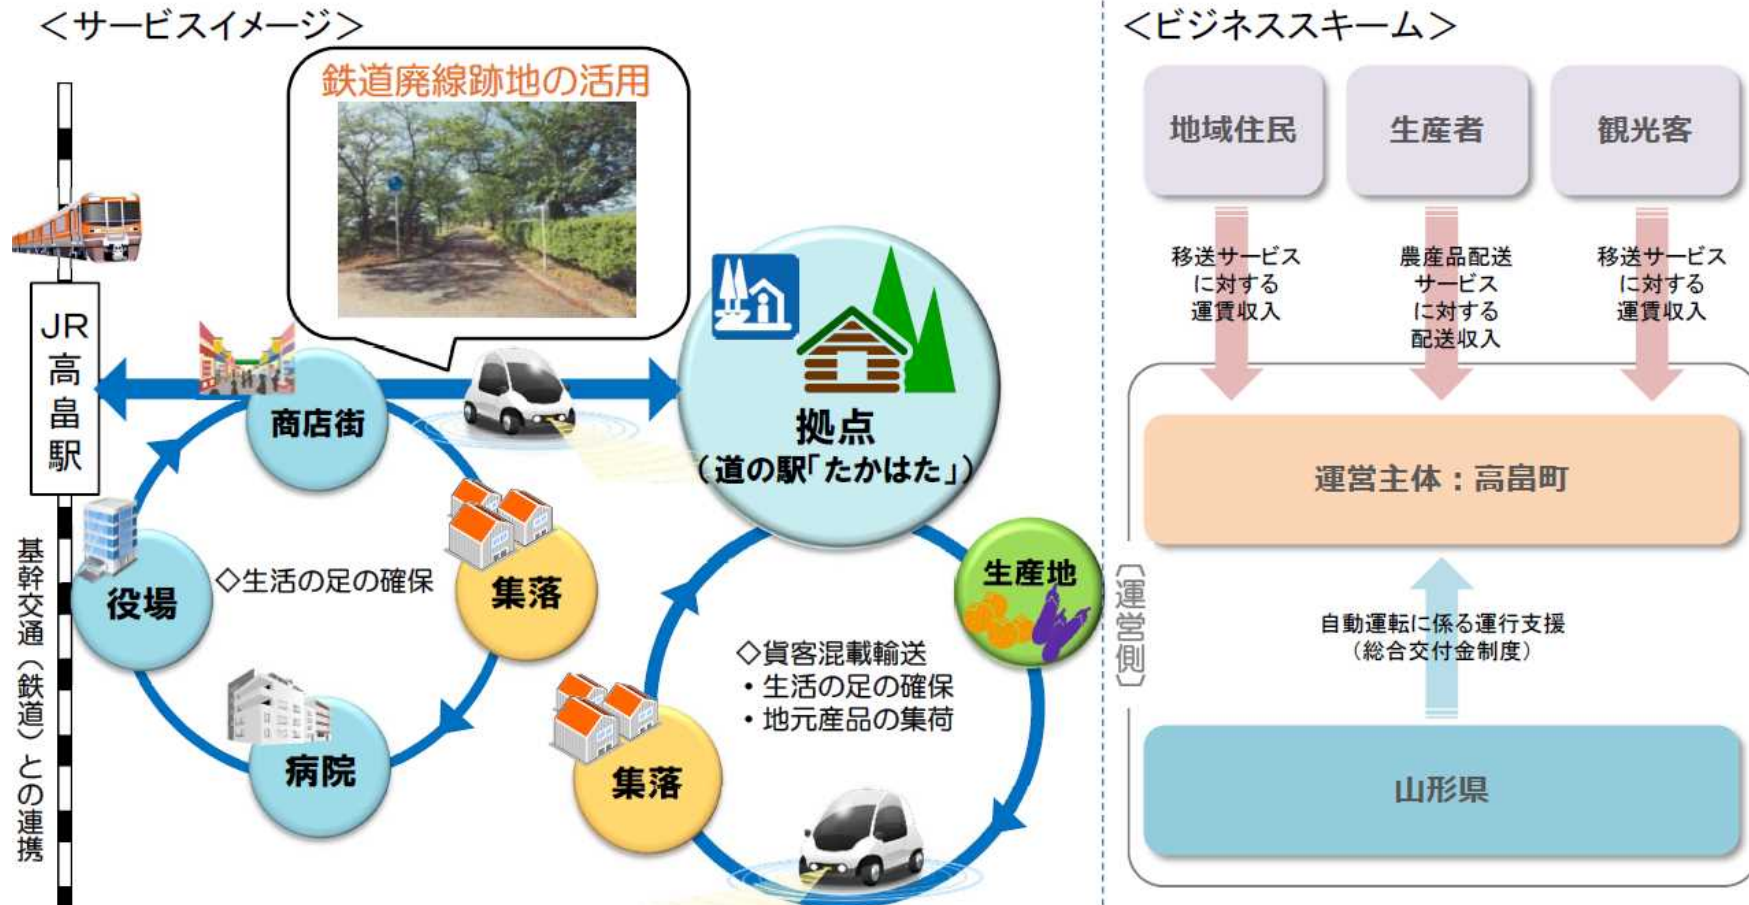 ＜サービスイメージ＞
鉄道廃線跡地の活用
JR
高
畠
駅
商店街
拠点
（道の駅「たかはた」）
役場
◇生活の足の確保
集落
生産地
病院
◇貨客混載輸送
・生活の足の確保
・地元産品の集荷
集落
基幹交通（鉄道）との連携
＜ビジネススキーム＞
地域住民
生産者
観光客
移送サービス
に対する
運賃収入
農産品配送
サービス
に対する
配送収入
移送サービス
に対する
運賃収入
運営主体：高畠町
〔運営側〕
自動運転に係る運行支援
（総合交付金制度）
山形県